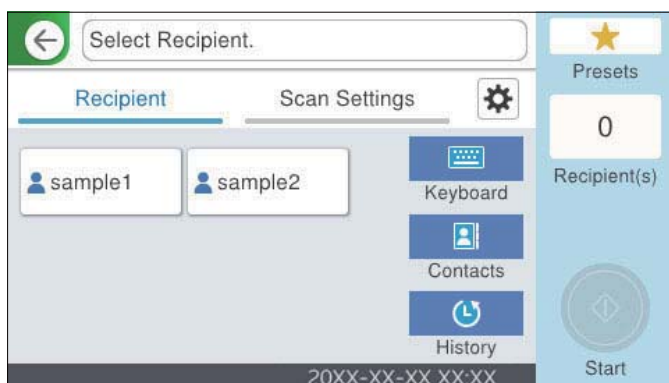 Select Recipient.
Presets
Recipient
Scan Settings
0
Recipient(s)
sample1
sample2
Keyboard
Contacts
History
Start
20XX-XX-XX XX:XX